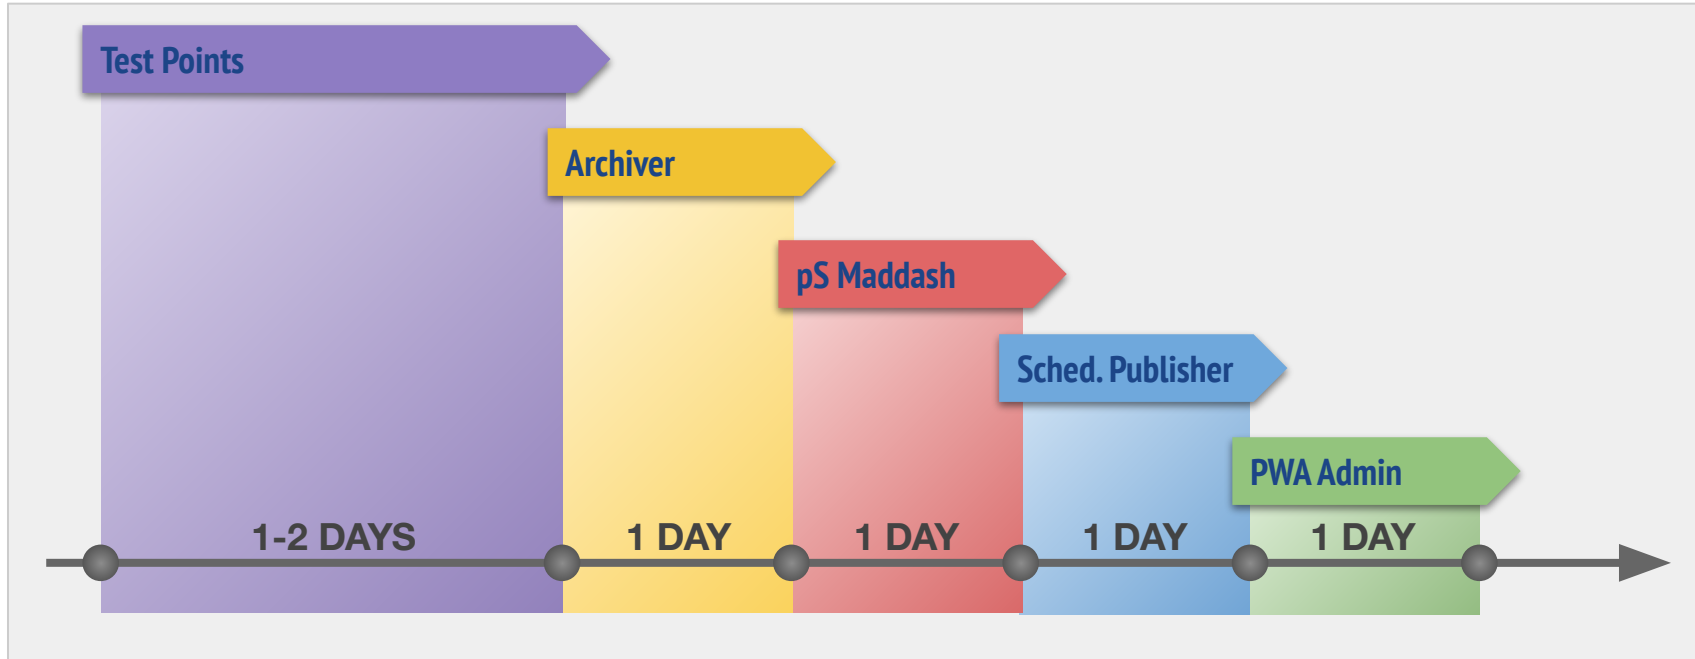 Test Points
Archiver
pS Maddash
Sched. Publisher
PWA Admin
1-2 DAYS
1 DAY
1 DAY
1 DAY
1 DAY